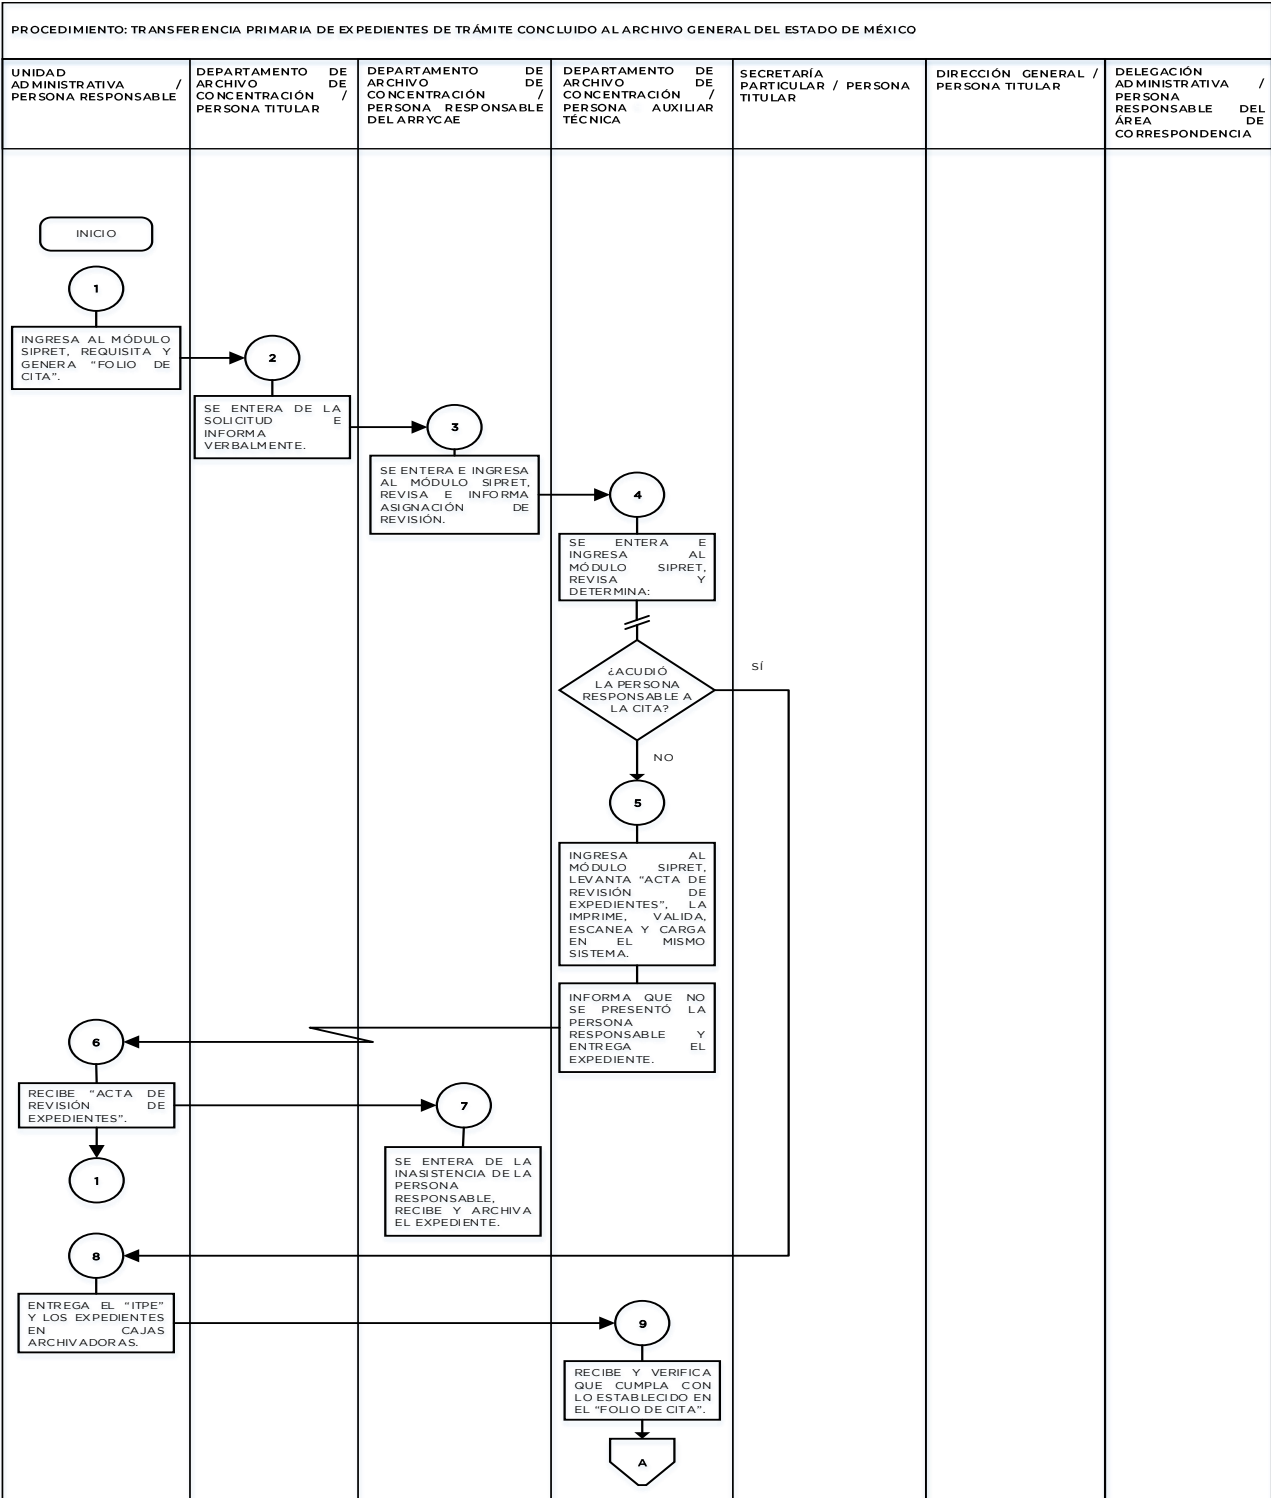 PROCEDIMIENTO: TRANSFERENCIA PRIMARIA DE EXPEDIENTES DE TRÁMITE CONCLUIDO AL ARCHIVO GENERAL DEL ESTADO DE MÉXICO
UNIDAD
ADMINISTRATIVA /
PERSONA RESPONSABLE
DEPARTAMENTO DE
ARCHIVO DE
CONCENTRACIÓN /
PERSONA TITULAR
DEPARTAMENTO DE
ARCHIVO DE
CONCENTRACIÓN /
PERSONA RESPONSABLE
DEL ARRYCAE
DEPARTAMENTO DE
ARCHIVO DE
CONCENTRACIÓN /
PERSONA AUXILIAR
TÉCNICA
SECRETARÍA
PARTICULAR / PERSONA
TITULAR
DIRECCIÓN GENERAL /
PERSONA TITULAR
DELEGACIÓN
ADMINISTRATIVA /
PERSONA
RESPONSABLE DEL
ÁREA DE
CORRESPONDENCIA
INICIO
1
INGRESA AL MÓDULO
SIPRET, REQUISITA Y
GENERA "FOLIO DE
CITA".
2
SE ENTERA DE LA
SOLICITUD E
INFORMA
VERBALMENTE.
3
SE ENTERA E INGRESA
AL MÓDULO SIPRET,
REVISA E INFORMA
ASIGNACIÓN DE
REVISIÓN.
4
SE ENTERA E
INGRESA AL
MÓDULO SIPRET,
REVISA Y
DETERMINA:
¿ACUDIÓ
LA PERSONA
RESPONSABLE A
LA CITA?
SÍ
NO
5
INGRESA AL
MÓDULO SIPRET,
LEVANTA "ACTA DE
REVISIÓN DE
EXPEDIENTES", LA
IMPRIME, VALIDA,
ESCANEA Y CARGA
EN EL MISMO
SISTEMA.
INFORMA QUE NO
SE PRESENTÓ LA
PERSONA
RESPONSABLE Y
ENTREGA EL
EXPEDIENTE.
6
RECIBE "ACTA DE
REVISIÓN DE
EXPEDIENTES".
1
7
SE ENTERA DE LA
INASISTENCIA DE LA
PERSONA
RESPONSABLE,
RECIBE Y ARCHIVA
EL EXPEDIENTE.
8
ENTREGA EL "ITPE"
Y LOS EXPEDIENTES
EN CAJAS
ARCHIVADORAS.
9
RECIBE Y VERIFICA
QUE CUMPLA CON
LO ESTABLECIDO EN
EL "FOLIO DE CITA".
A